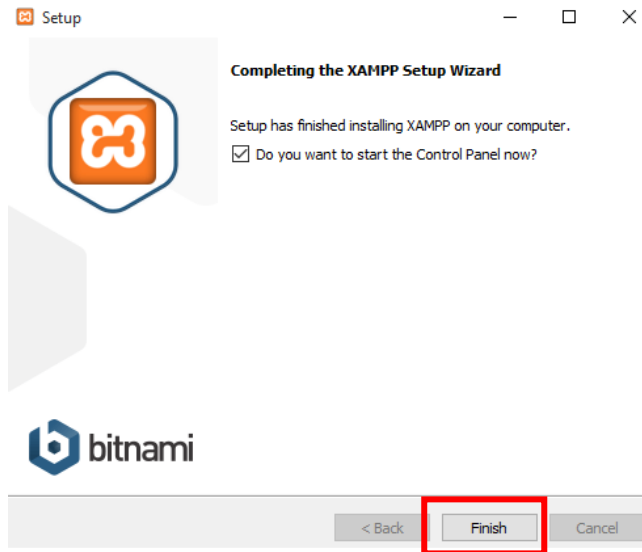 Setup
Completing the XAMPP Setup Wizard
Setup has finished installing XAMPP on your computer.
Do you want to start the Control Panel now?
bitnami
< Back
Finish
Cancel